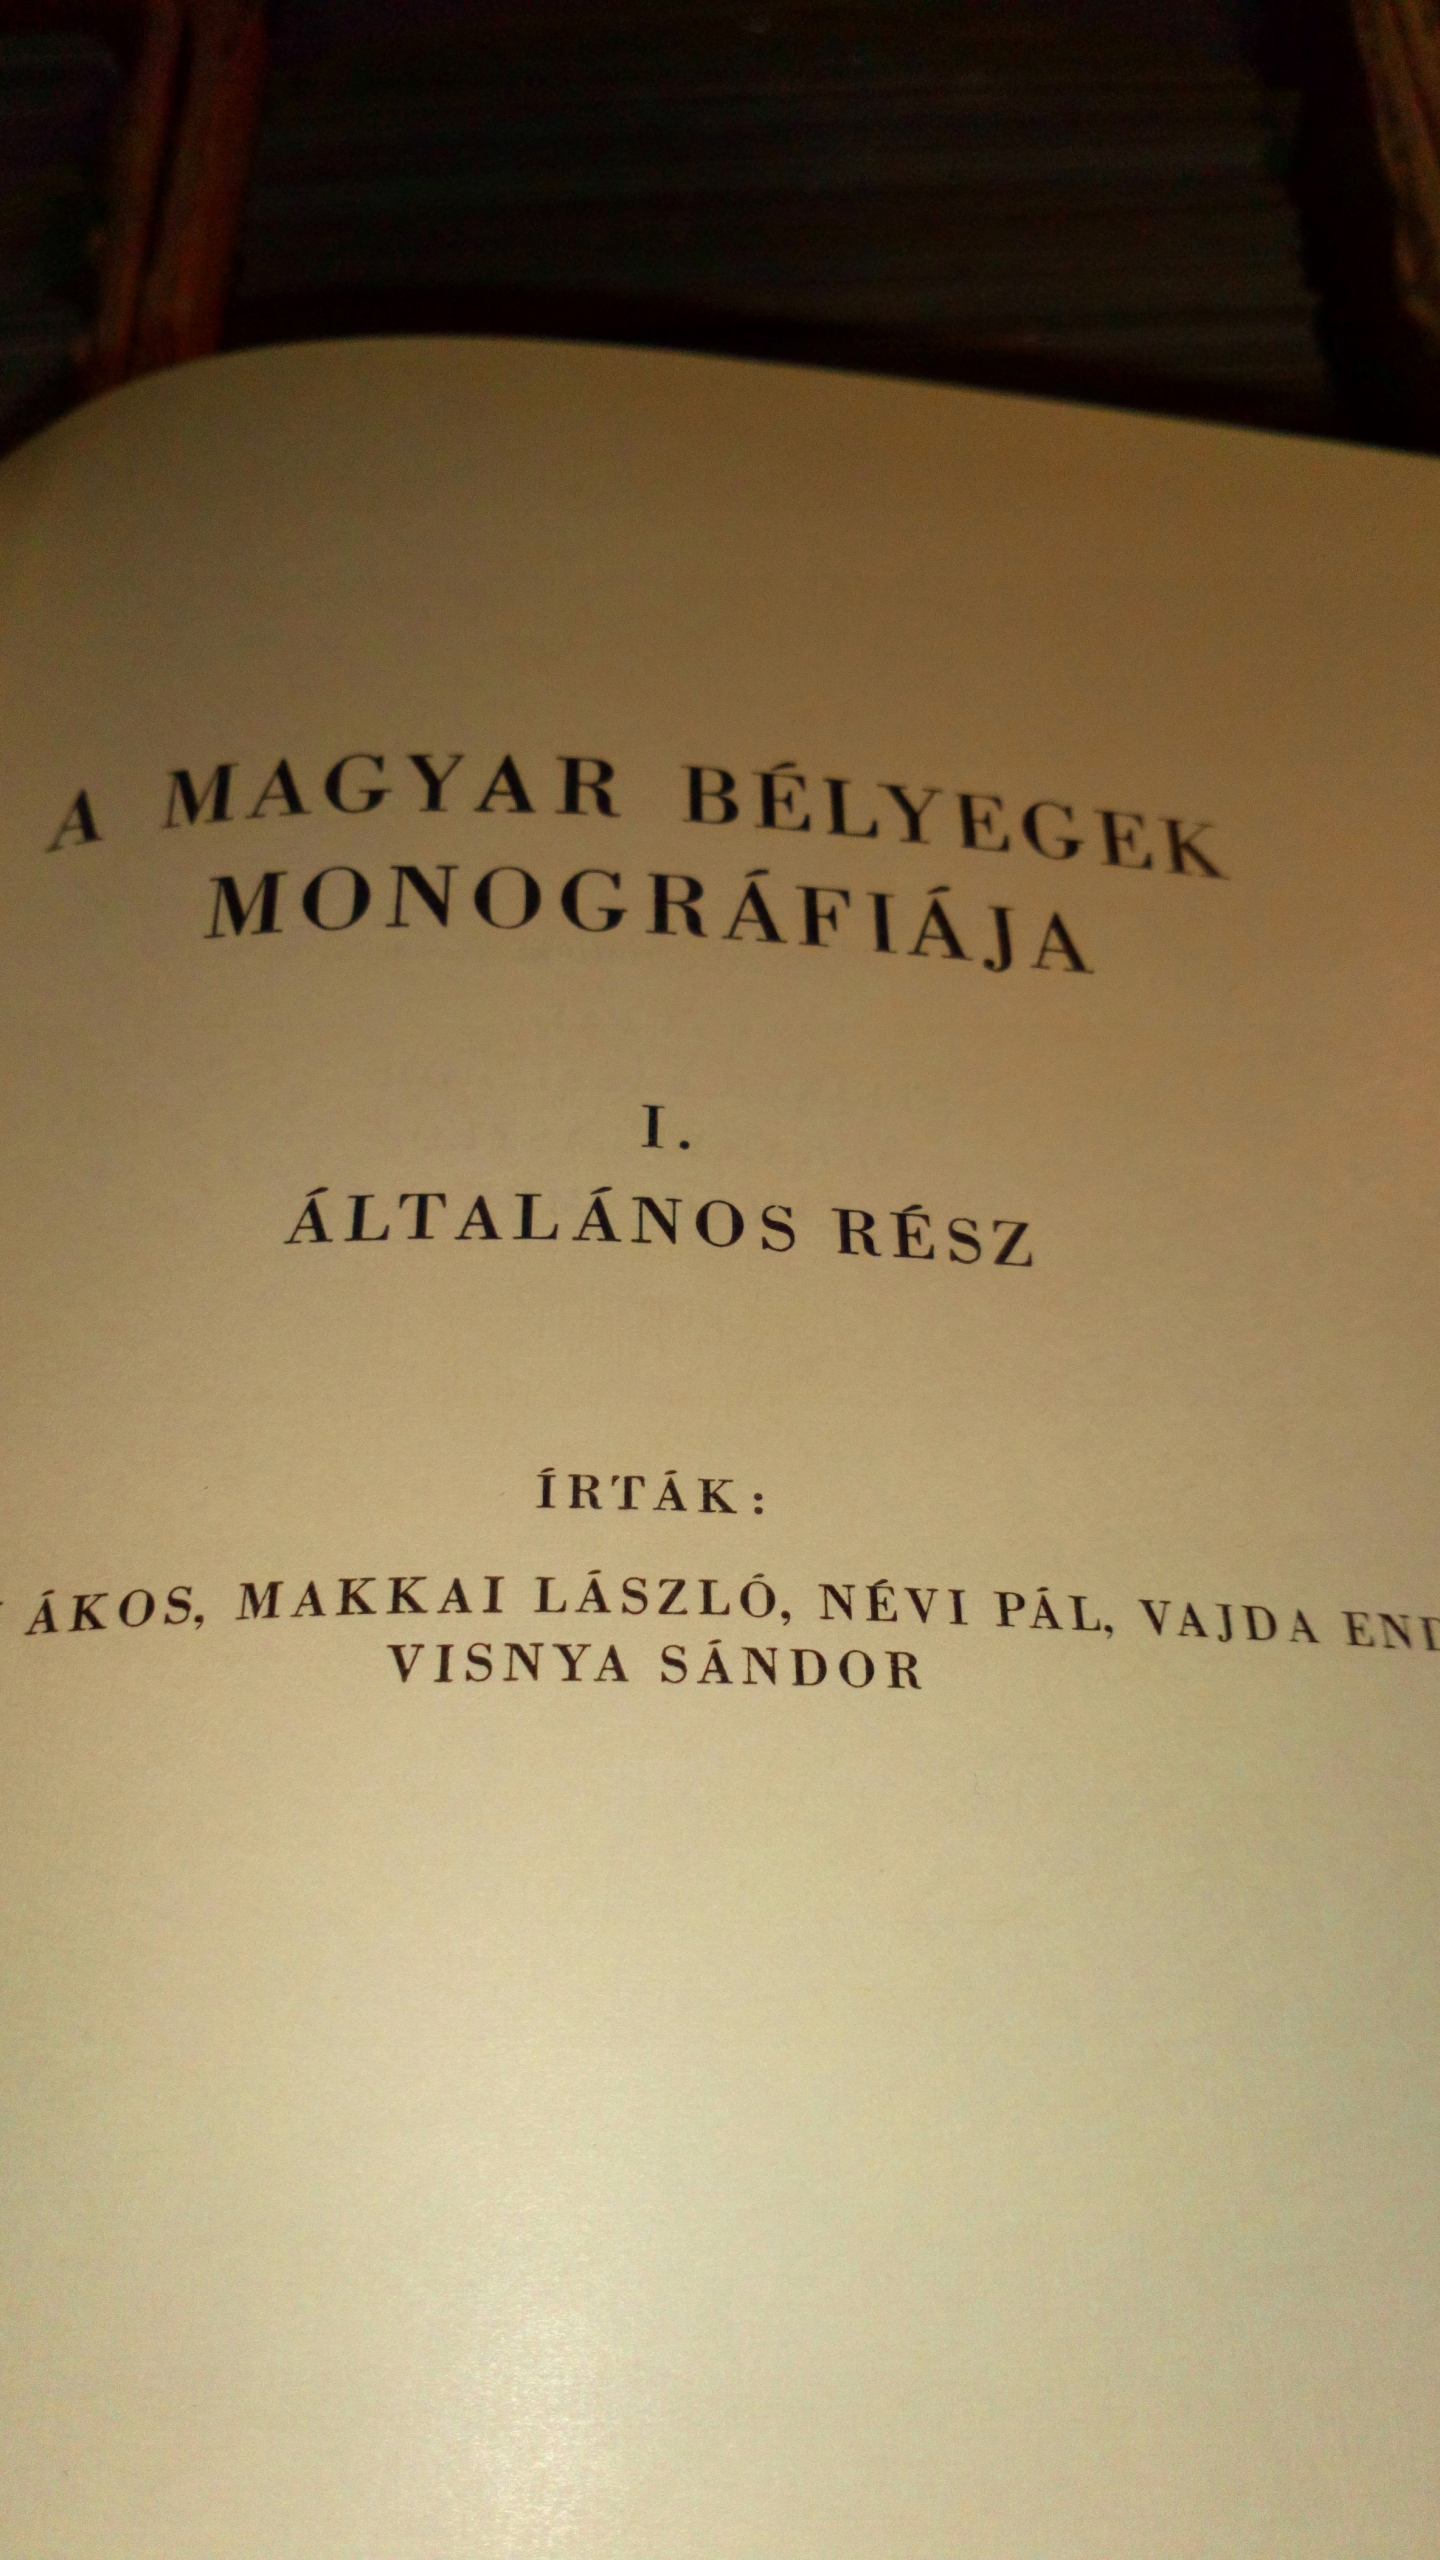 A MAGYAR BÉLYEGEK
MONOGRÁFIÁJA
I.
ÁLTALÁNOS RÉSZ
ÍRTÁK:
ÁKOS, MAKKAI LÁSZLÓ, NÉVI PÁL, VAJDA
VISNYA SÁNDOR